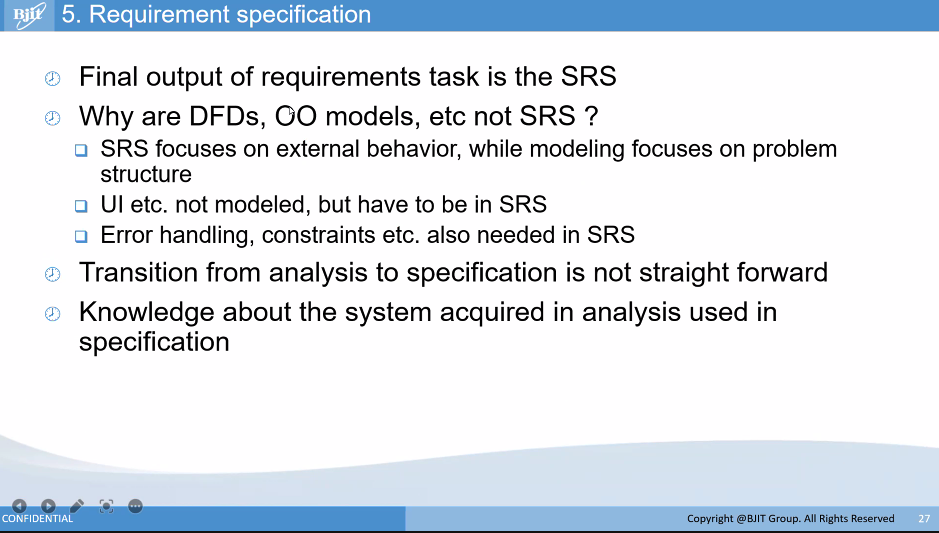 Bjit
5. Requirement specification
Final output of requirements task is the SRS
Why are DFDs, OO models, etc not SRS ?
SRS focuses on external behavior, while modeling focuses on problem
structure
UI etc. not modeled, but have to be in SRS
Error handling, constraints etc. also needed in SRS
Transition from analysis to specification is not straight forward
Knowledge about the system acquired in analysis used in
specification
CONFIDENTIAL
Copyright @BJIT Group. All Rights Reserved
27